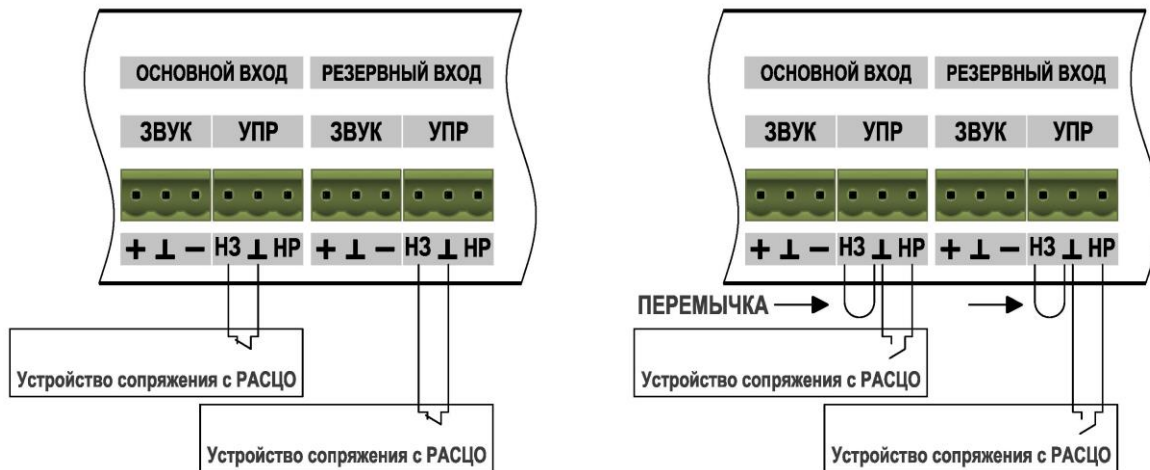 ОСНОВНОЙ ВХОД РЕЗЕРВНЫЙ ВХОД
ЗВУК УПР ЗВУК УПР
+ ⊥ − НЗ ⊥ НР + ⊥ − НЗ ⊥ НР
Устройство сопряжения с РАСЦО
Устройство сопряжения с РАСЦО
ОСНОВНОЙ ВХОД РЕЗЕРВНЫЙ ВХОД
ЗВУК УПР ЗВУК УПР
+ ⊥ − НЗ ⊥ НР + ⊥ − НЗ ⊥ НР
ПЕРЕМЫЧКА
Устройство сопряжения с РАСЦО
Устройство сопряжения с РАСЦО